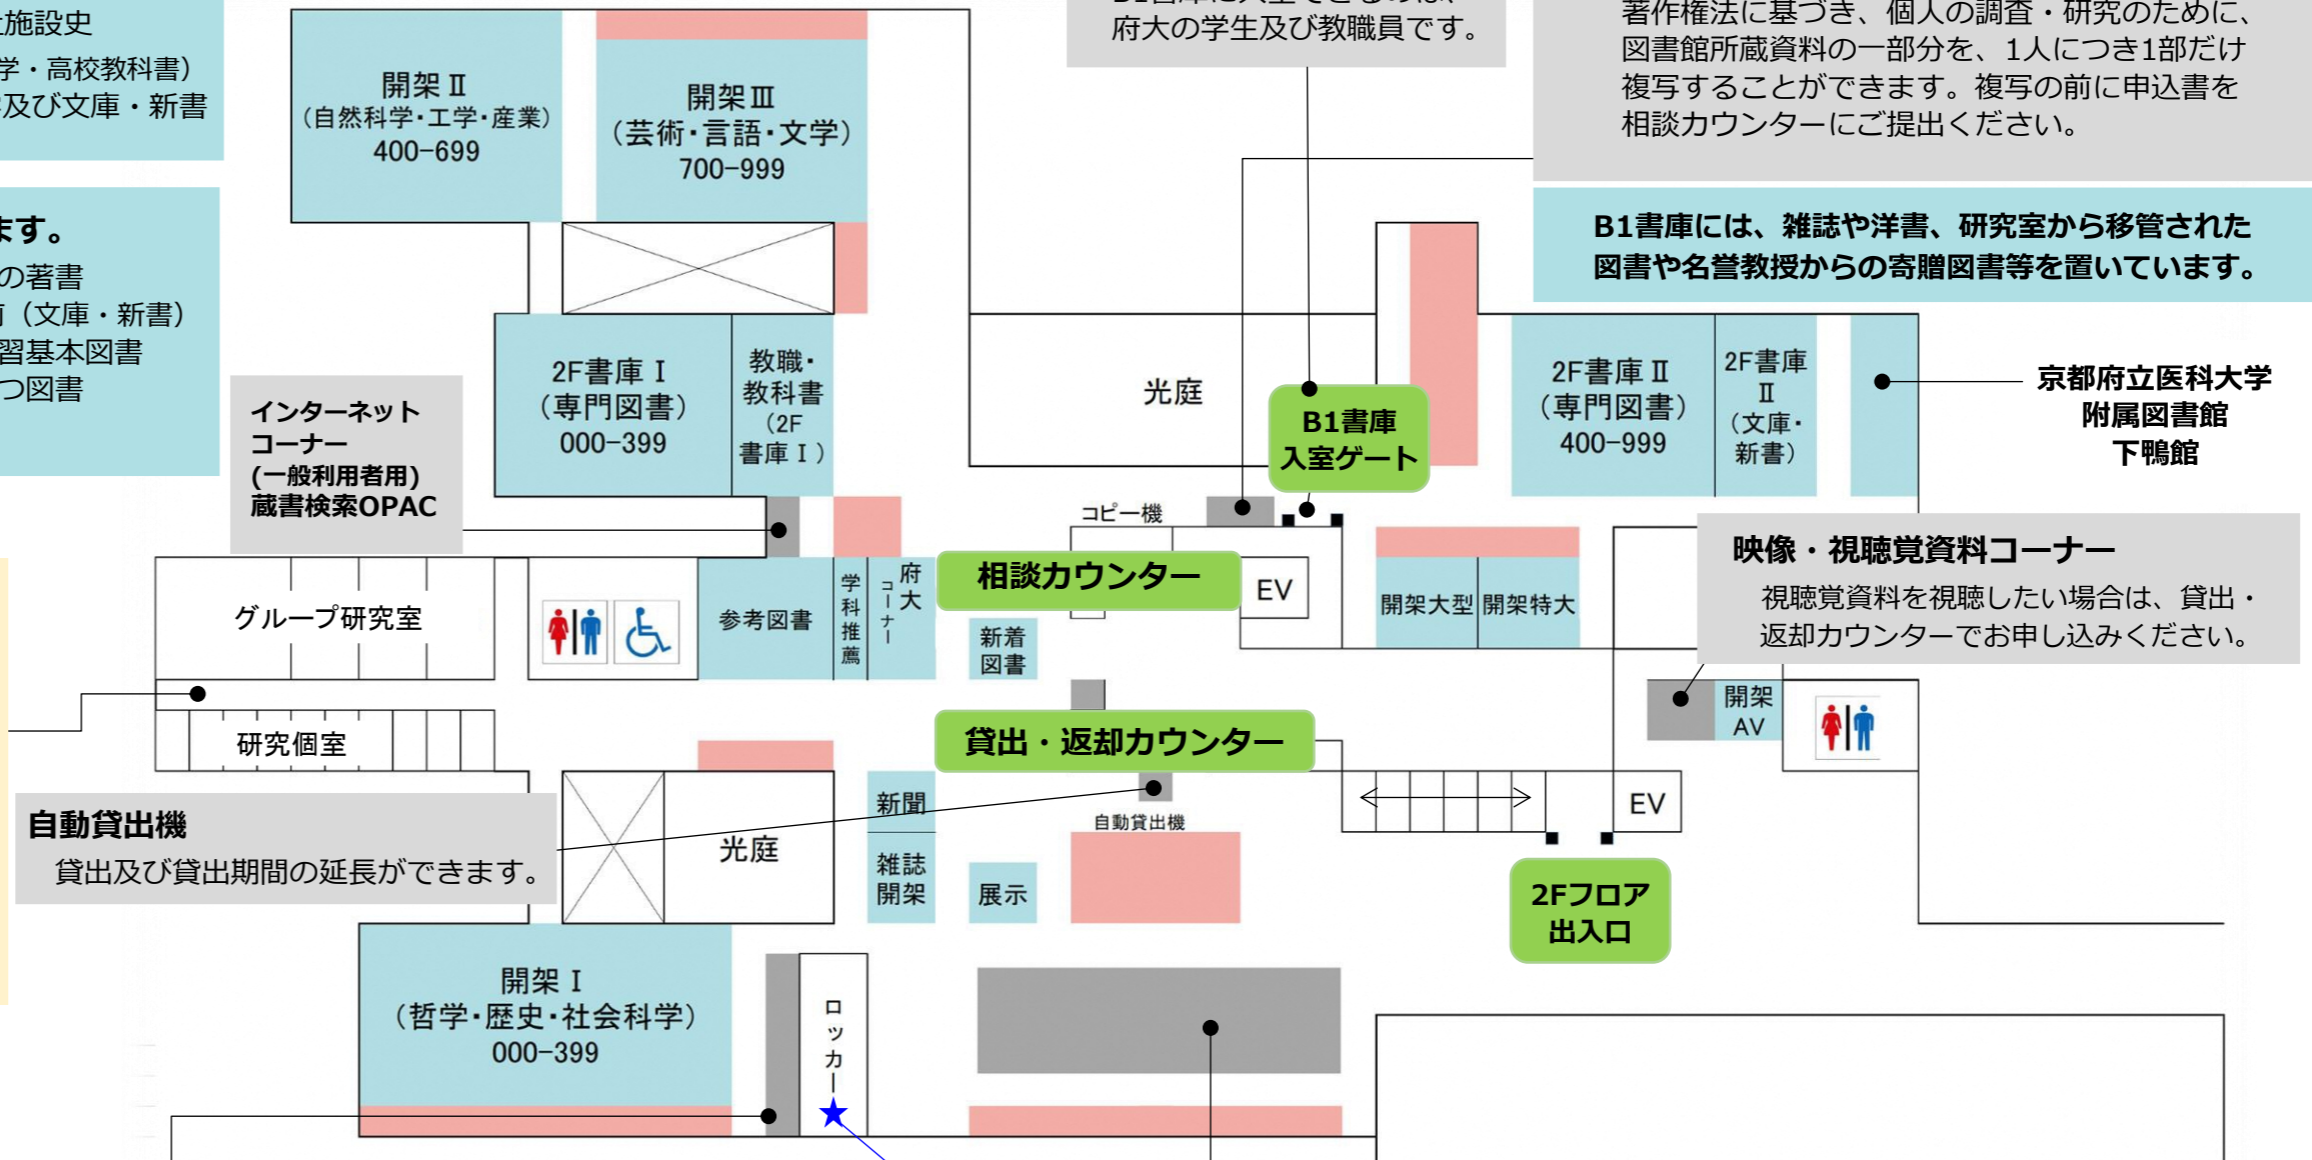 施設史
学・高校教科書）
及び文庫・新書
ます。
の著書
（文庫・新書）
習基本図書
つ図書
府大の学生及び教職員です。
著作権法に基づき、個人の調査・研究のために、
図書館所蔵資料の一部分を、1人につき1部だけ
複写することができます。複写の前に申込書を
相談カウンターにご提出ください。
B1書庫には、雑誌や洋書、研究室から移管された
図書や名誉教授からの寄贈図書等を置いています。
開架Ⅱ
（自然科学・工学・産業）
400-699
開架Ⅲ
（芸術・言語・文学）
700-999
2F書庫Ⅰ
（専門図書）
000-399
教職・
教科書
（2F
書庫Ⅰ）
光庭
B1書庫
入室ゲート
2F書庫Ⅱ
（専門図書）
400-999
2F書庫
Ⅱ
（文庫・
新書）
京都府立医科大学
附属図書館
下鴨館
インターネット
コーナー
(一般利用者用)
蔵書検索OPAC
コピー機
相談カウンター
EV
開架大型
開架特大
映像・視聴覚資料コーナー
視聴覚資料を視聴したい場合は、貸出・
返却カウンターでお申し込みください。
グループ研究室
参考図書
学科推薦
府大
コーナー
新着
図書
研究個室
貸出・返却カウンター
開架
AV
自動貸出機
貸出及び貸出期間の延長ができます。
光庭
新聞
雑誌
開架
展示
自動貸出機
EV
2Fフロア
出入口
開架Ⅰ
（哲学・歴史・社会科学）
000-399
ロッカー